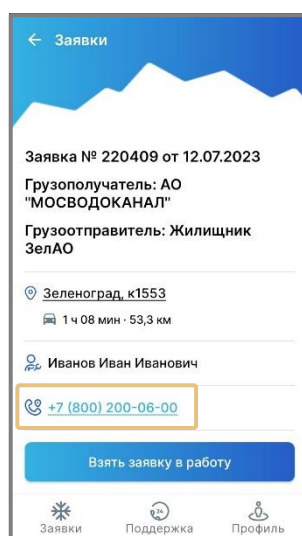 ← Заявки
Заявка № 220409 от 12.07.2023
Грузополучатель: АО
"МОСВОДОКАНАЛ"
Грузоотправитель: Жилищник
ЗелАО
Зеленоград, к1553
1 ч 08 мин · 53,3 км
Иванов Иван Иванович
+7 (800) 200-06-00
Взять заявку в работу
24
Заявки Поддержка Профиль